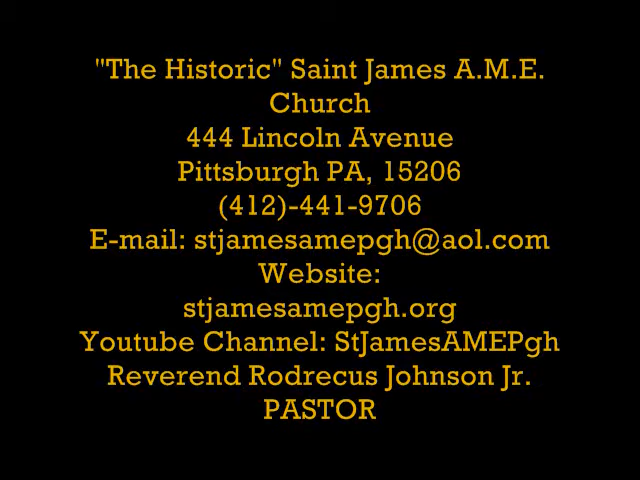 "The Historic" Saint James A.M.E.
Church
444 Lincoln Avenue
Pittsburgh PA, 15206
(412)-441-9706
E-mail: stjamesamepgh@aol.com
Website:
stjamesamepgh.org
Youtube Channel: StJamesAMEPgh
Reverend Rodrecus Johnson Jr.
PASTOR